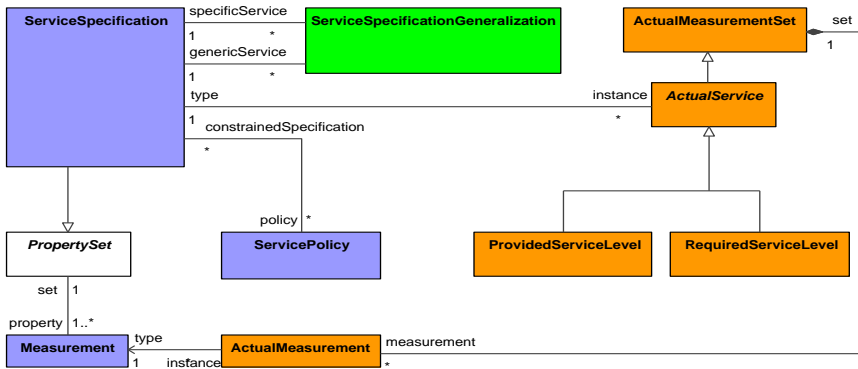 ServiceSpecification
specificService
1
*
genericService
1
*
ServiceSpecificationGeneralization
ActualMeasurementSet
set
1
type
1
instance
*
ActualService
constrainedSpecification
*
policy
*
PropertySet
ServicePolicy
ProvidedServiceLevel
RequiredServiceLevel
set
1
property
1..*
Measurement
type
1
instance
*
ActualMeasurement
measurement
*